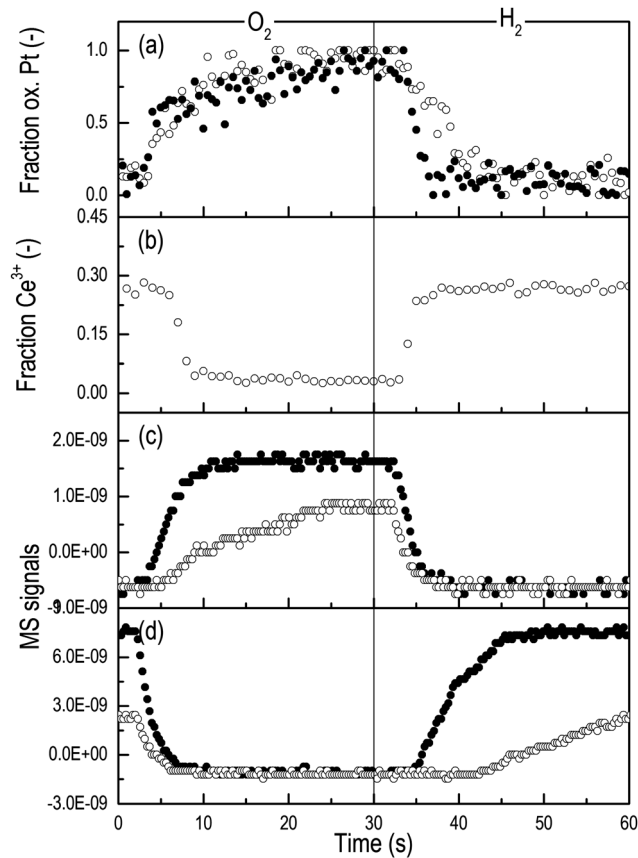 O2 H2
(a)
Fraction ox. Pt (-)
1.0
0.5
0.0
(b)
Fraction Ce3+ (-)
0.45
0.30
0.15
0.00
(c)
MS signals
2.0E-09
1.0E-09
0.0E+00
-9.0E-09
(d)
6.0E-09
3.0E-09
0.0E+00
-3.0E-09
0 10 20 30 40 50 60
Time (s)